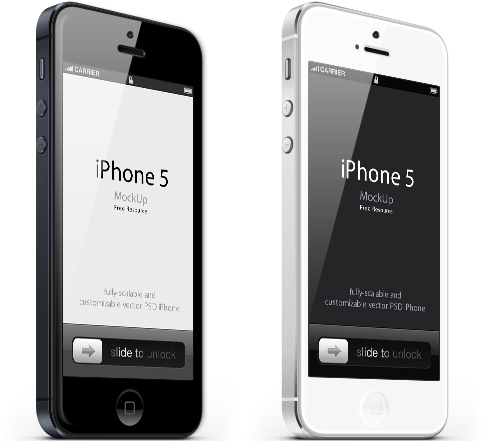 CARRIER
iPhone 5
MockUp
Free Resource
fully-scalable and
customizable vector PSD iPhone
slide to unlock
CARRIER
iPhone 5
MockUp
Free Resource
fully-scalable and
customizable vector PSD iPhone
slide to unlock